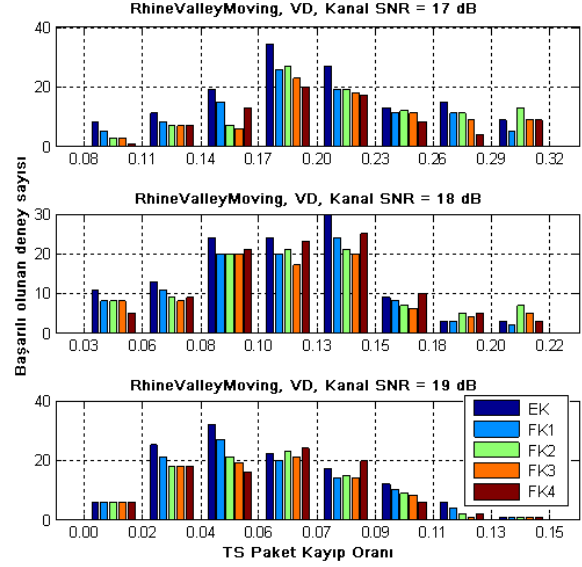 RhineValleyMoving, VD, Kanal SNR = 17 dB
40
20
0
0.08 0.11 0.14 0.17 0.20 0.23 0.26 0.29 0.32
Başarılı olunan deney sayısı
RhineValleyMoving, VD, Kanal SNR = 18 dB
30
20
10
0
0.03 0.06 0.08 0.10 0.13 0.15 0.18 0.20 0.22
RhineValleyMoving, VD, Kanal SNR = 19 dB
40
20
0
EK
FK1
FK2
FK3
FK4
0.00 0.02 0.04 0.06 0.07 0.09 0.11 0.13 0.15
TS Paket Kayıp Oranı